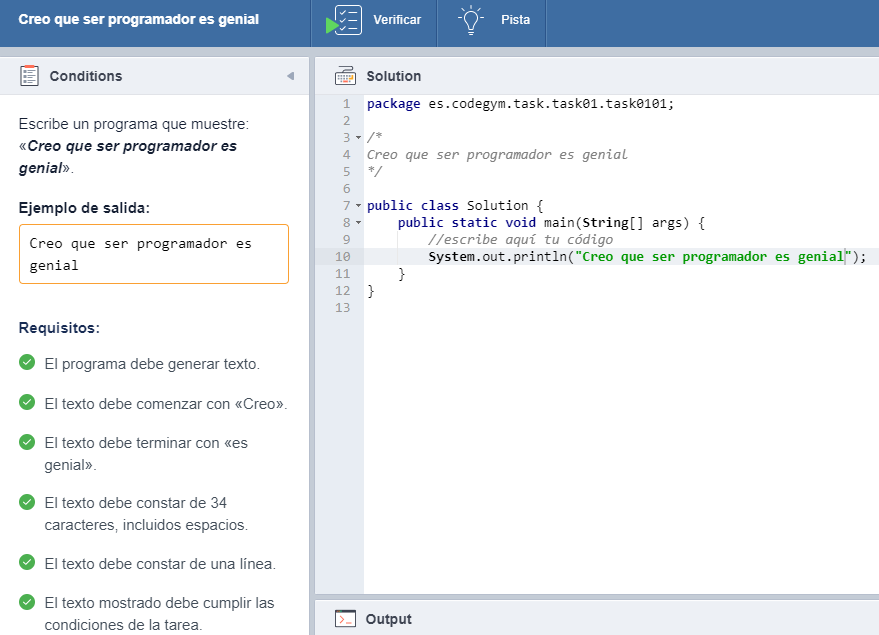 Creo que ser programador es genial
Verificar
Pista
Conditions
Escribe un programa que muestre:
«Creo que ser programador es
genial».
Ejemplo de salida:
Creo que ser programador es
genial
Requisitos:
El programa debe generar texto.
El texto debe comenzar con «Creo».
El texto debe terminar con «es
genial».
El texto debe constar de 34
caracteres, incluidos espacios.
El texto debe constar de una línea.
El texto mostrado debe cumplir las
condiciones de la tarea.
Solution
1 package es.codegym.task.task01.task0101;
2
3 /*
4 Creo que ser programador es genial
5 */
6
7 public class Solution {
8 public static void main(String[] args) {
9 //escribe aquí tu código
10 System.out.println("Creo que ser programador es genial");
11 }
12 }
13
Output